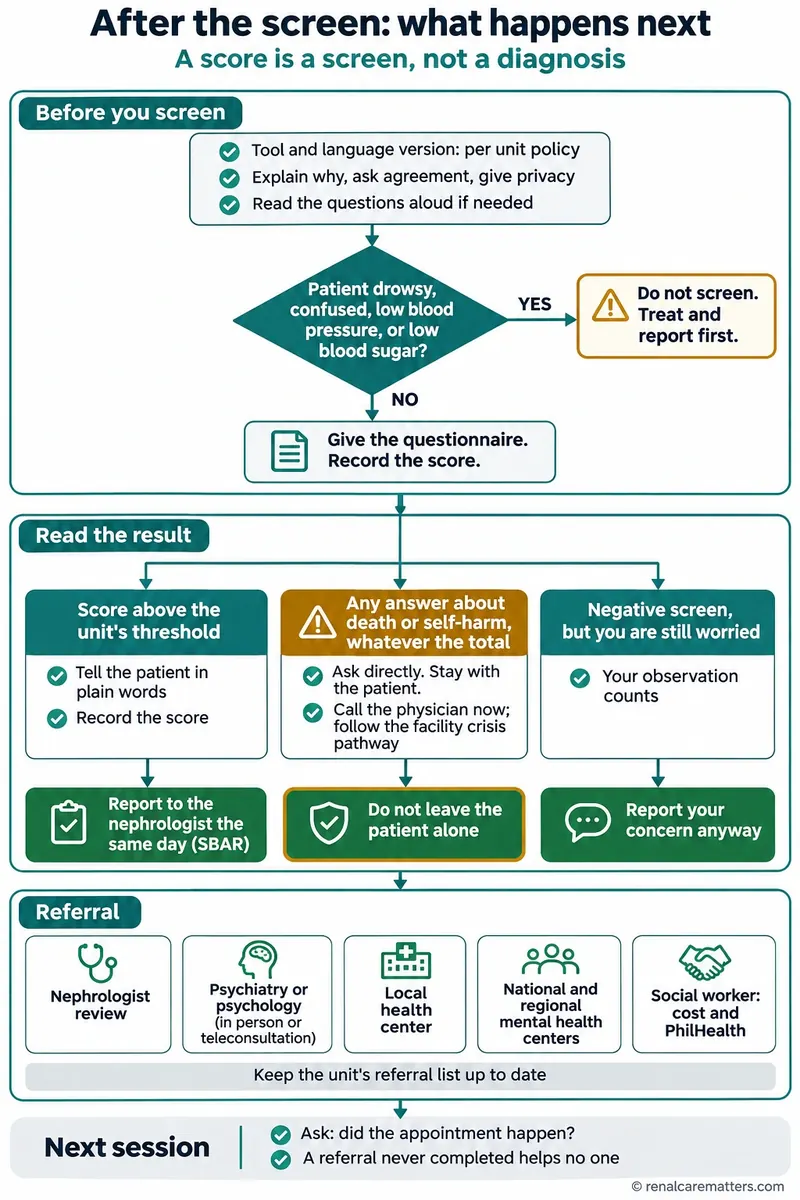 After the screen: what happens next
A score is a screen, not a diagnosis
Before you screen
Tool and language version: per unit policy
Explain why, ask agreement, give privacy
Read the questions aloud if needed
Patient drowsy,
confused, low blood
pressure, or low
blood sugar?
YES
Do not screen.
Treat and
report first.
NO
Give the questionnaire.
Record the score.
Read the result
Score above the
unit's threshold
Tell the patient in
plain words
Record the score
Report to the
nephrologist the
same day (SBAR)
Any answer about
death or self-harm,
whatever the total
Ask directly. Stay with
the patient.
Call the physician now;
follow the facility crisis
pathway
Do not leave the
patient alone
Negative screen,
but you are still worried
Your observation
counts
Report your
concern anyway
Referral
Nephrologist
review
Psychiatry or
psychology
(in person or
teleconsultation)
Local
health
center
National and
regional
mental health
centers
Social worker:
cost and
PhilHealth
Keep the unit's referral list up to date
Next session
Ask: did the appointment happen?
A referral never completed helps no one
© renalcarematters.com